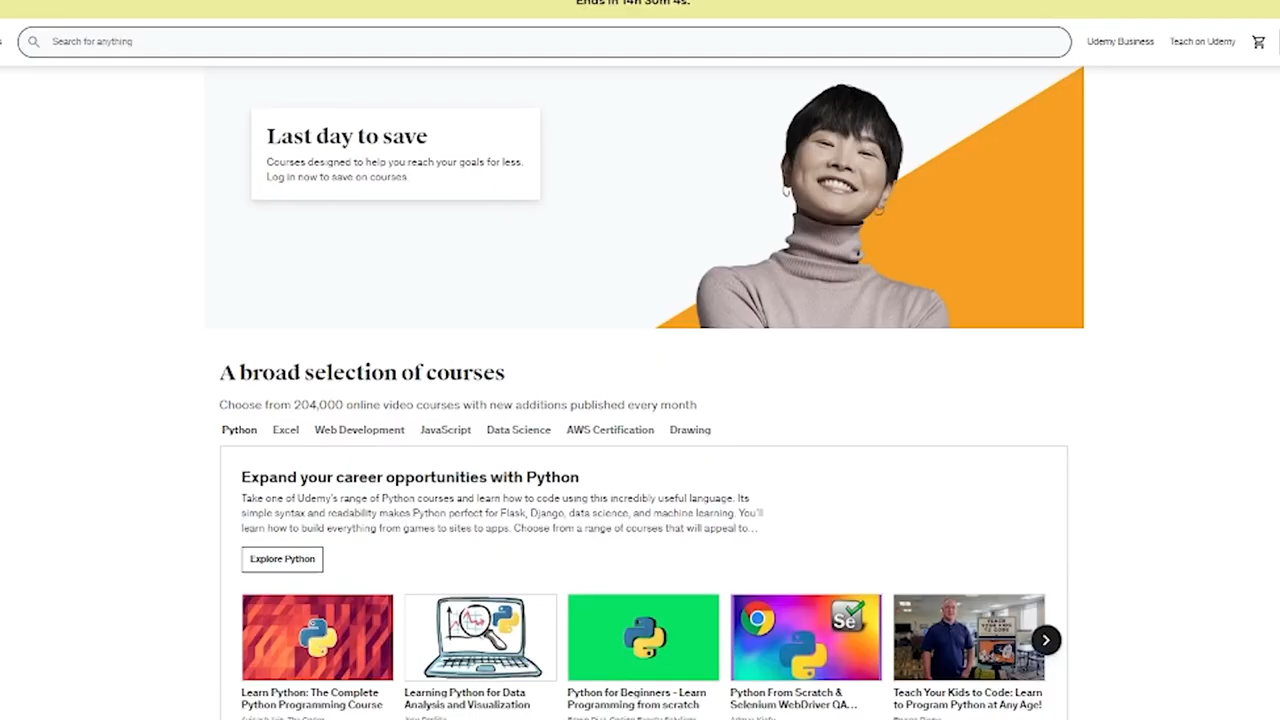 Ends in 14h 30m 4s.
Search for anything
Udemy Business
Teach on Udemy
Last day to save
Courses designed to help you reach your goals for less.
Log in now to save on courses.
A broad selection of courses
Choose from 204,000 online video courses with new additions published every month
Python Excel Web Development JavaScript Data Science AWS Certification Drawing
Expand your career opportunities with Python
Take one of Udemy's range of Python courses and learn how to code using this incredibly useful language. Its
simple syntax and readability makes Python perfect for Flask, Django, data science, and machine learning. You'll
learn how to build everything from games to sites to apps. Choose from a range of courses that will appeal to...
Explore Python
Se
Learn Python: The Complete
Python Programming Course
Learning Python for Data
Analysis and Visualization
Python for Beginners - Learn
Programming from scratch
Python From Scratch &
Selenium WebDriver QA...
Teach Your Kids to Code: Learn
to Program Python at Any Age!